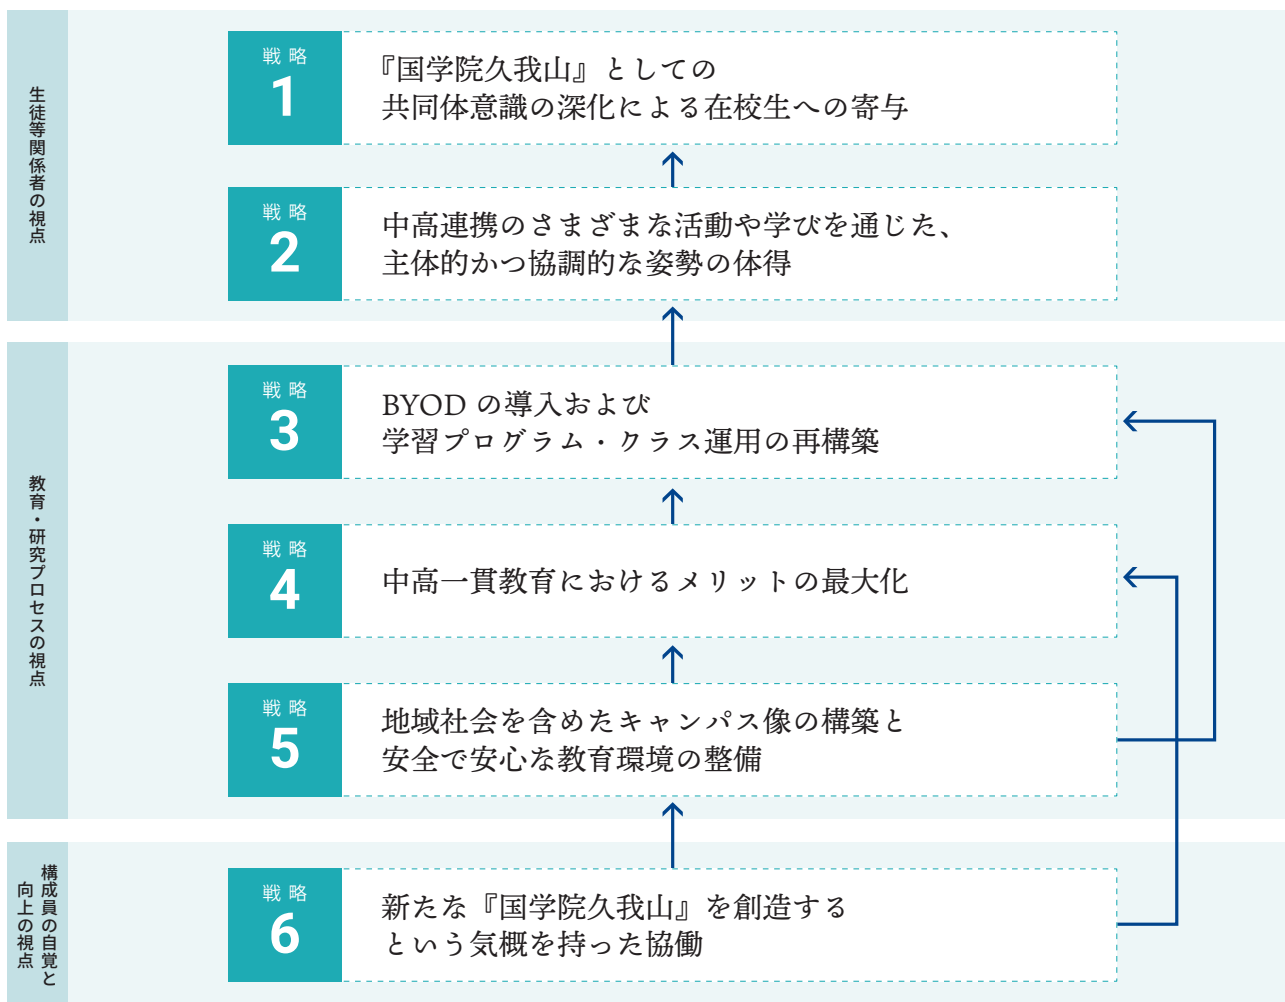 生徒等関係者の視点
戦略
1
『国学院久我山』としての
共同体意識の深化による在校生への寄与
戦略
2
中高連携のさまざまな活動や学びを通じた、
主体的かつ協調的な姿勢の体得
教育・研究プロセスの視点
戦略
3
BYOD の導入および
学習プログラム・クラス運用の再構築
戦略
4
中高一貫教育におけるメリットの最大化
戦略
5
地域社会を含めたキャンパス像の構築と
安全で安心な教育環境の整備
構成員の自覚と
向上の視点
戦略
6
新たな『国学院久我山』を創造する
という気概を持った協働